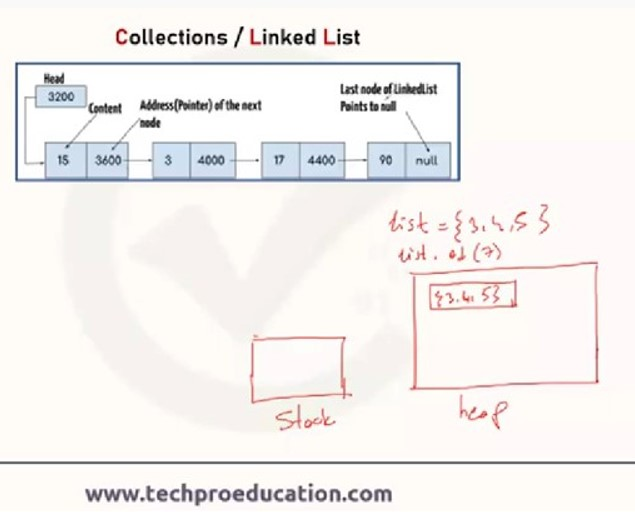 Collections / Linked List
Head
3200
Content
Address(Pointer) of the next
node
Last node of LinkedList
Points to null
15 3600 3 4000 17 4400 90 null
list = {3,4,5}
list. ad(7)
{3.4.5}
Stack
heap
www.techproeducation.com